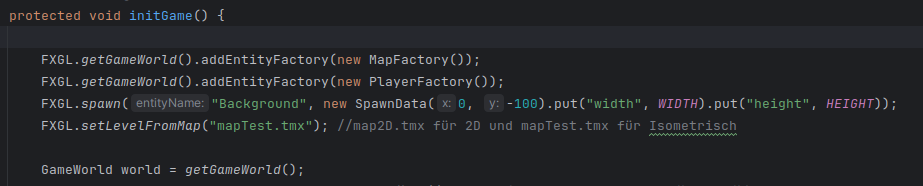 protected void initGame() {
FXGL.getGameWorld().addEntityFactory(new MapFactory());
FXGL.getGameWorld().addEntityFactory(new PlayerFactory());
FXGL.spawn( entityName: "Background", new SpawnData( x: 0, y: -100).put("width", WIDTH).put("height", HEIGHT));
FXGL.setLevelFromMap("mapTest.tmx"); //map2D.tmx für 2D und mapTest.tmx für Isometrisch
GameWorld world = getGameWorld();